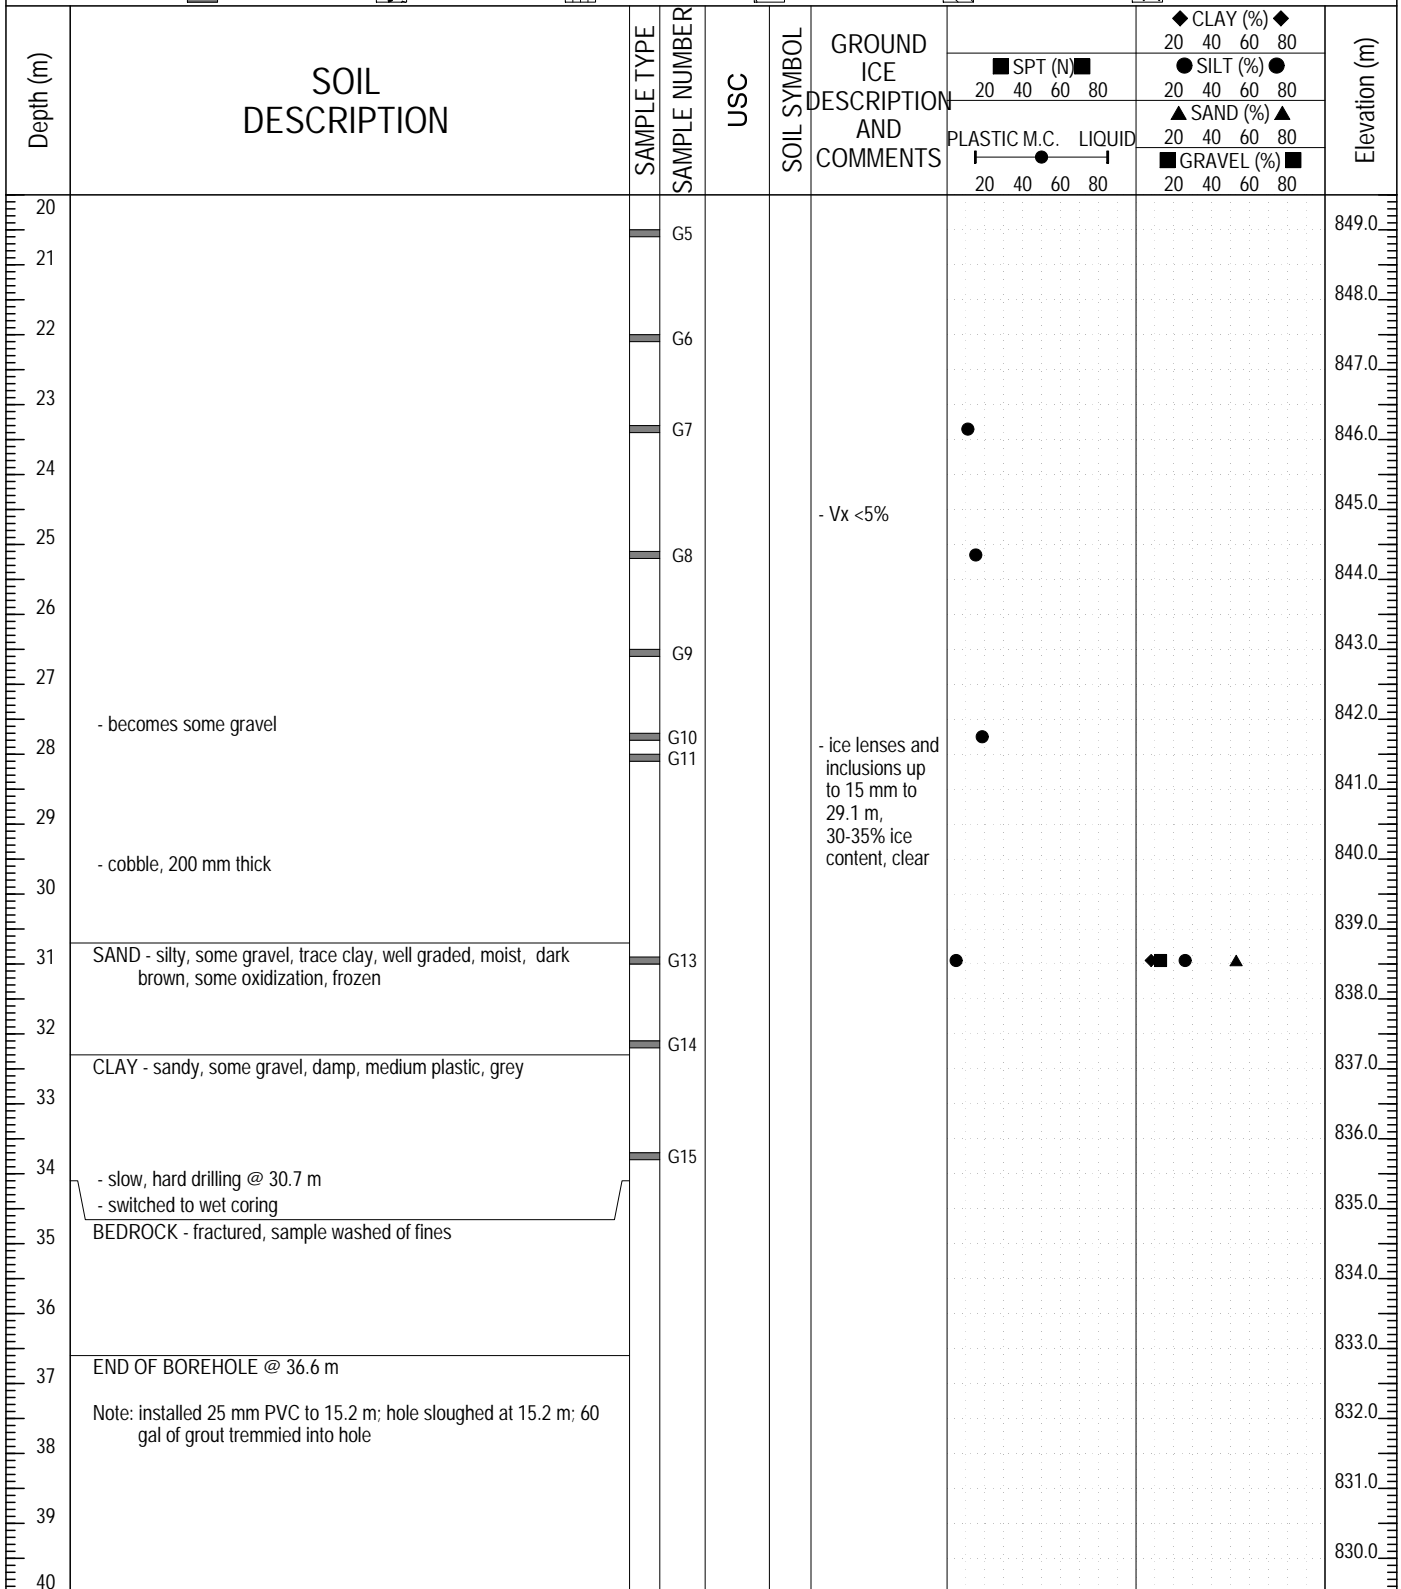 Depth (m)
SOIL
DESCRIPTION
SAMPLE TYPE
SAMPLE NUMBER
USC
SOIL SYMBOL
GROUND
ICE
DESCRIPTION
AND
COMMENTS
SPT (N)
20 40 60 80
PLASTIC M.C. LIQUID
20 40 60 80
CLAY (%)
20 40 60 80
SILT (%)
20 40 60 80
SAND (%)
20 40 60 80
GRAVEL (%)
20 40 60 80
Elevation (m)
20
G5
849.0
21
848.0
22
G6
847.0
23
G7
846.0
24
- Vx <5%
845.0
25
G8
844.0
26
G9
843.0
27
- becomes some gravel
842.0
G10
28
G11
- ice lenses and
inclusions up
to 15 mm to
29.1 m,
30-35% ice
content, clear
841.0
29
- cobble, 200 mm thick
840.0
30
839.0
31
SAND - silty, some gravel, trace clay, well graded, moist, dark
brown, some oxidization, frozen
G13
838.0
32
G14
837.0
CLAY - sandy, some gravel, damp, medium plastic, grey
33
836.0
G15
34
- slow, hard drilling @ 30.7 m
- switched to wet coring
835.0
35
BEDROCK - fractured, sample washed of fines
834.0
36
833.0
END OF BOREHOLE @ 36.6 m
37
Note: installed 25 mm PVC to 15.2 m; hole sloughed at 15.2 m; 60
gal of grout tremmied into hole
832.0
38
831.0
39
830.0
40